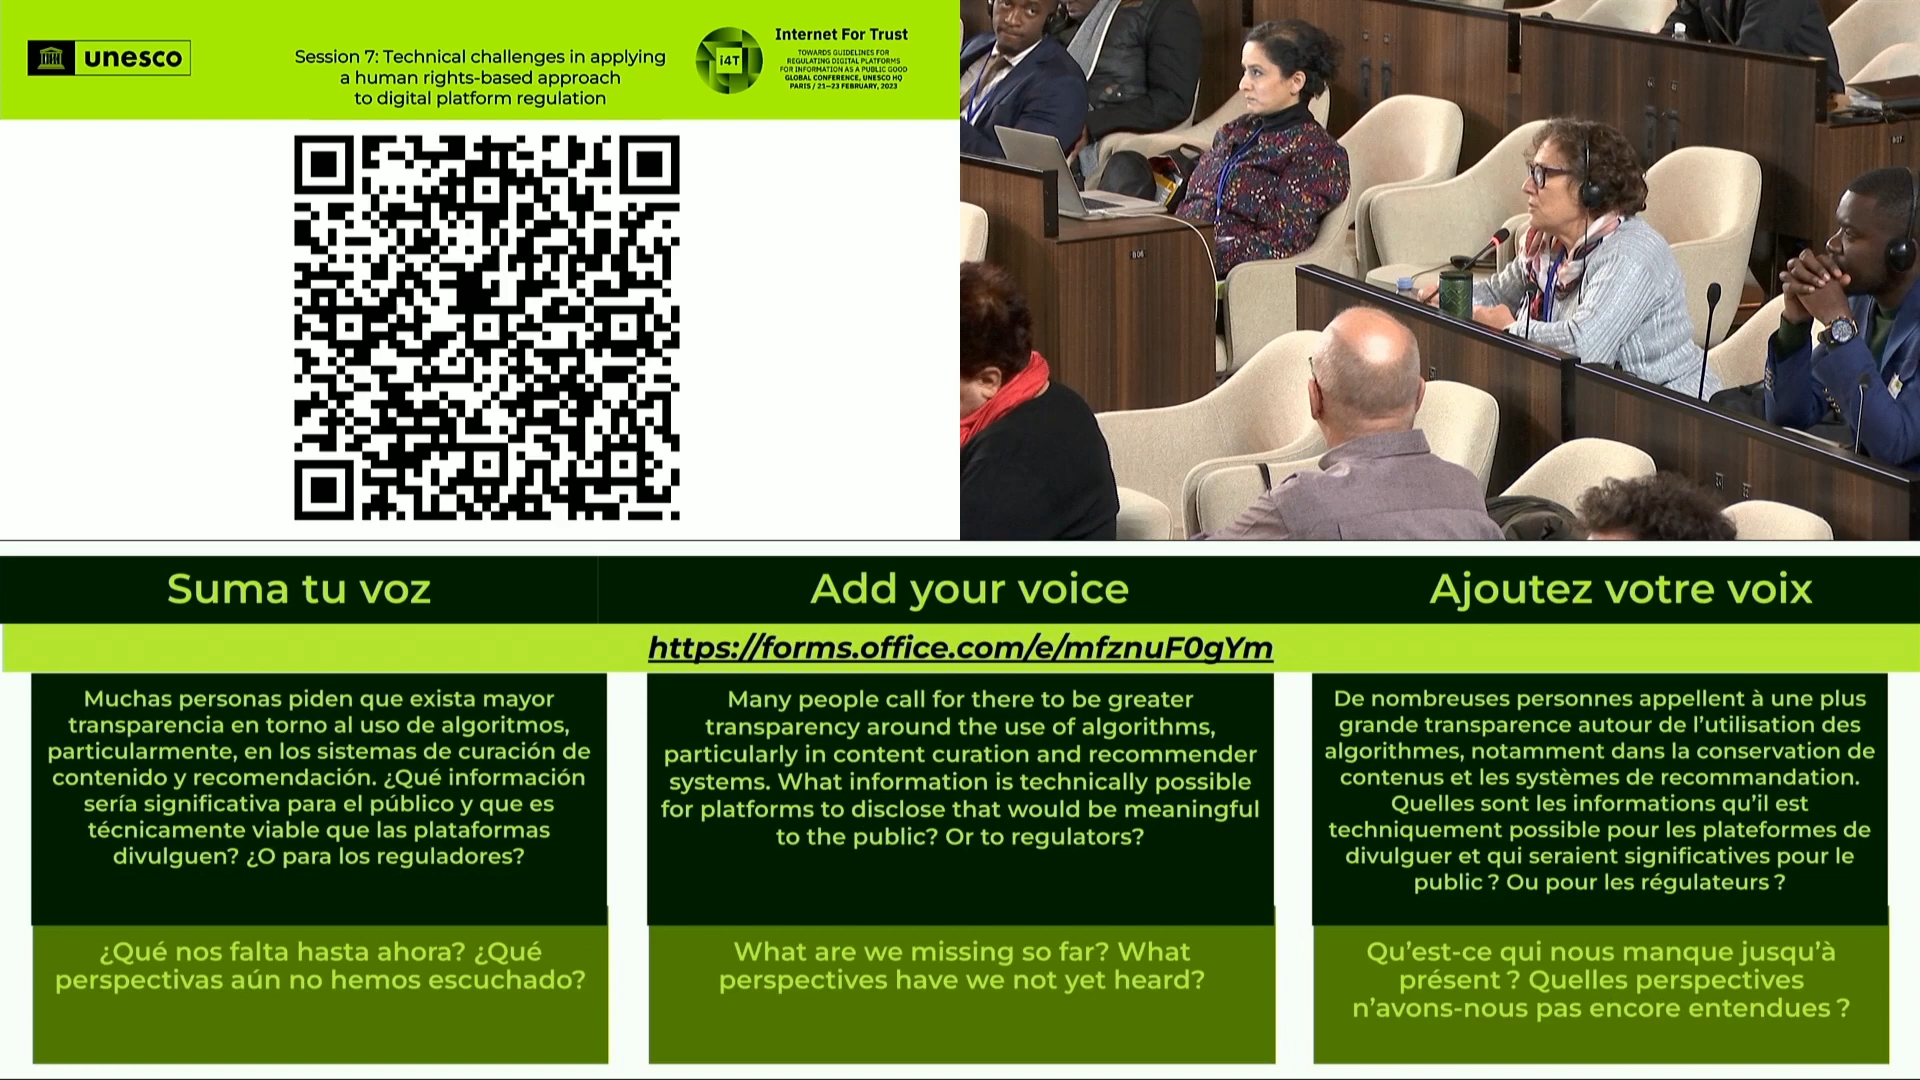 unesco
Session 7: Technical challenges in applying
a human rights-based approach
to digital platform regulation
i4T
Internet For Trust
TOWARDS GUIDELINES FOR
REGULATING DIGITAL PLATFORMS
FOR INFORMATION AS A PUBLIC GOOD
GLOBAL CONFERENCE, UNESCO HQ
PARIS / 21–23 FEBRUARY, 2023
Suma tu voz
Add your voice
Ajoutez votre voix
https://forms.office.com/e/mfznuF0gYm
Muchas personas piden que exista mayor
transparencia en torno al uso de algoritmos,
particularmente, en los sistemas de curación de
contenido y recomendación. ¿Qué información
sería significativa para el público y que es
técnicamente viable que las plataformas
divulguen? ¿O para los reguladores?
¿Qué nos falta hasta ahora? ¿Qué
perspectivas aún no hemos escuchado?
Many people call for there to be greater
transparency around the use of algorithms,
particularly in content curation and recommender
systems. What information is technically possible
for platforms to disclose that would be meaningful
to the public? Or to regulators?
What are we missing so far? What
perspectives have we not yet heard?
De nombreuses personnes appellent à une plus
grande transparence autour de l’utilisation des
algorithmes, notamment dans la conservation de
contenus et les systèmes de recommandation.
Quelles sont les informations qu’il est
techniquement possible pour les plateformes de
divulguer et qui seraient significatives pour le
public ? Ou pour les régulateurs ?
Qu’est-ce qui nous manque jusqu’à
présent ? Quelles perspectives
n’avons-nous pas encore entendues ?